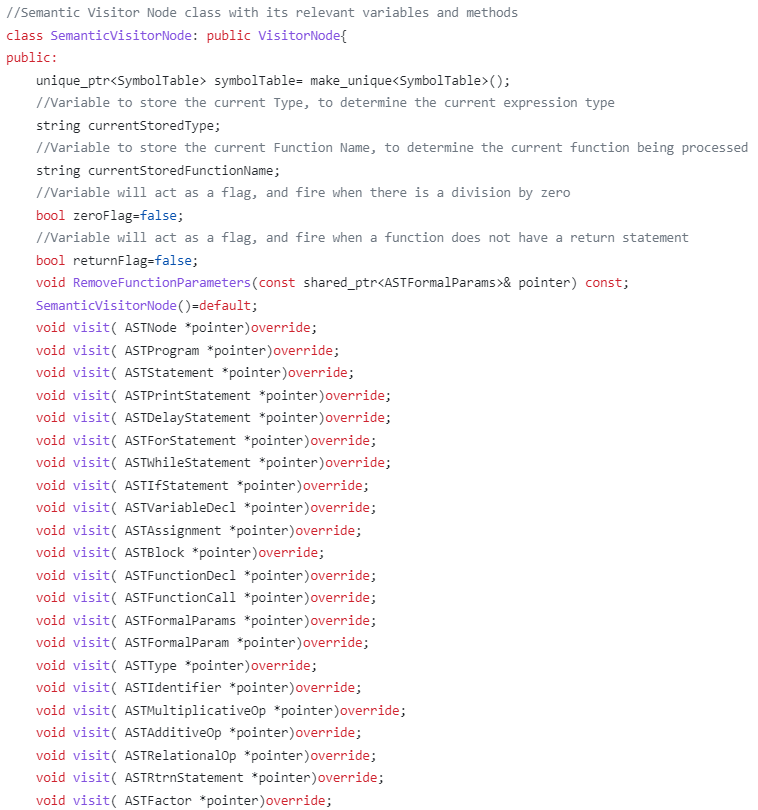 //Semantic Visitor Node class with its relevant variables and methods
class SemanticVisitorNode: public VisitorNode{
public:
    unique_ptr<SymbolTable> symbolTable= make_unique<SymbolTable>();
    //Variable to store the current Type, to determine the current expression type
    string currentStoredType;
    //Variable to store the current Function Name, to determine the current function being processed
    string currentStoredFunctionName;
    //Variable will act as a flag, and fire when there is a division by zero
    bool zeroFlag=false;
    //Variable will act as a flag, and fire when a function does not have a return statement
    bool returnFlag=false;
    void RemoveFunctionParameters(const shared_ptr<ASTFormalParams>& pointer) const;
    SemanticVisitorNode()=default;
    void visit( ASTNode *pointer)override;
    void visit( ASTProgram *pointer)override;
    void visit( ASTStatement *pointer)override;
    void visit( ASTPrintStatement *pointer)override;
    void visit( ASTDelayStatement *pointer)override;
    void visit( ASTForStatement *pointer)override;
    void visit( ASTWhileStatement *pointer)override;
    void visit( ASTIfStatement *pointer)override;
    void visit( ASTVariableDecl *pointer)override;
    void visit( ASTAssignment *pointer)override;
    void visit( ASTBlock *pointer)override;
    void visit( ASTFunctionDecl *pointer)override;
    void visit( ASTFunctionCall *pointer)override;
    void visit( ASTFormalParams *pointer)override;
    void visit( ASTFormalParam *pointer)override;
    void visit( ASTType *pointer)override;
    void visit( ASTIdentifier *pointer)override;
    void visit( ASTMultiplicativeOp *pointer)override;
    void visit( ASTAdditiveOp *pointer)override;
    void visit( ASTRelationalOp *pointer)override;
    void visit( ASTRtrnStatement *pointer)override;
    void visit( ASTFactor *pointer)override;